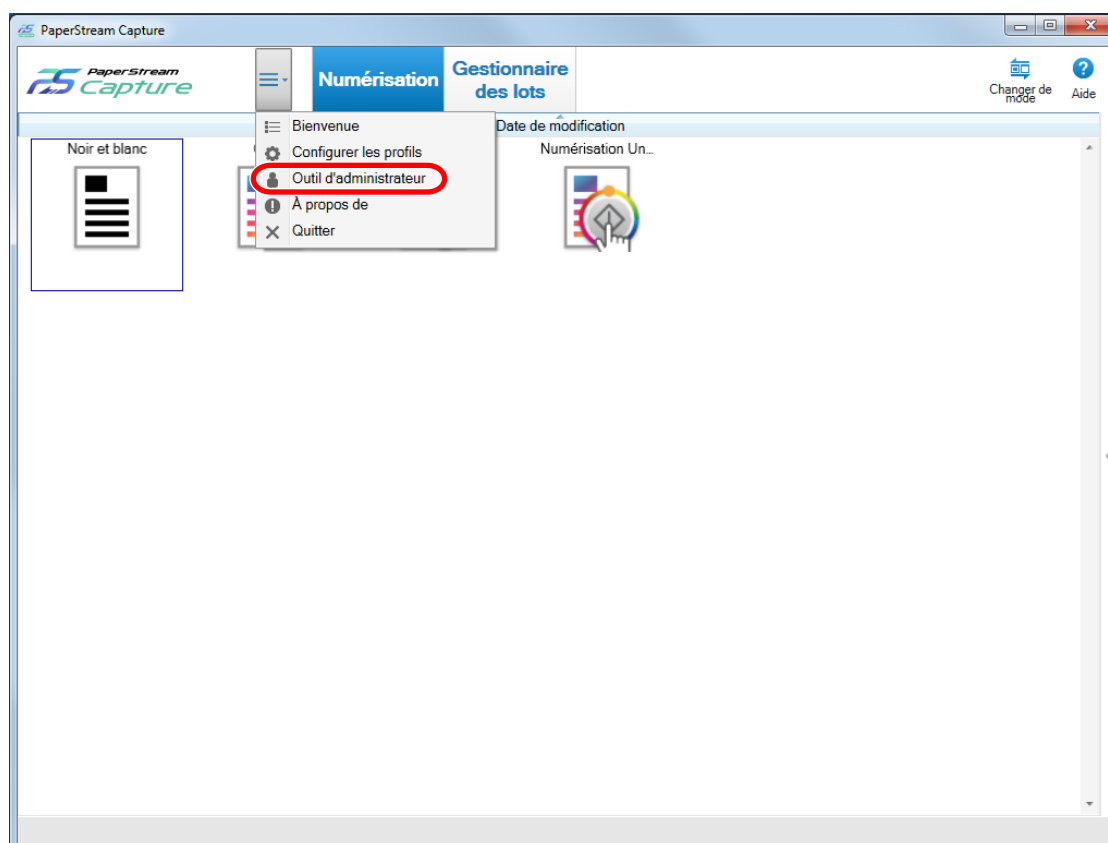 PaperStream Capture
PaperStream
Capture
Numérisation
Gestionnaire
des lots
Changer de
mode
Aide
Date de modification
Bienvenue
Configurer les profils
Outil d'administrateur
À propos de
Quitter
Noir et blanc
Numérisation Un...